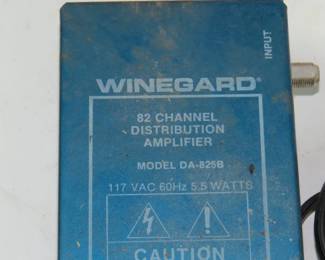 INPUT
WINEGARD®
82 CHANNEL
DISTRIBUTION
AMPLIFIER
MODEL DA-825B
117 VAC 60Hz 5.5 WATTS
CAUTION